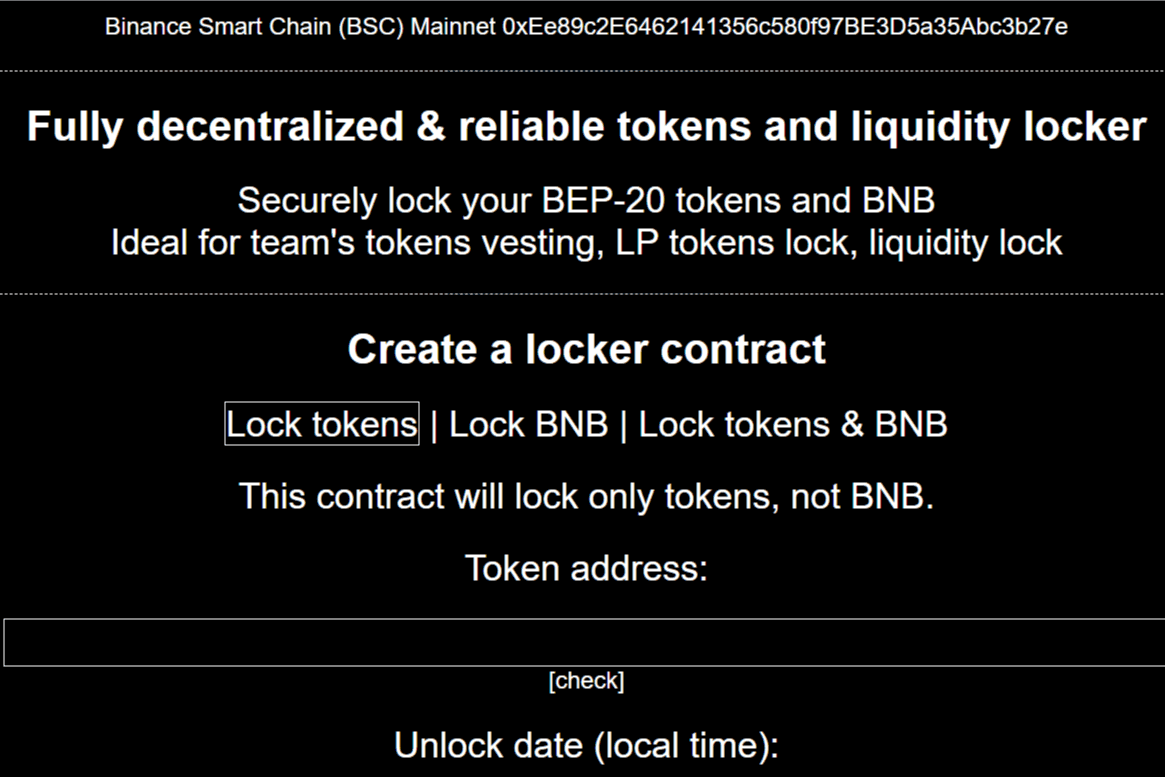 Binance Smart Chain (BSC) Mainnet 0xEe89c2E6462141356c580f97BE3D5a35Abc3b27e
Fully decentralized & reliable tokens and liquidity locker
Securely lock your BEP-20 tokens and BNB
Ideal for team's tokens vesting, LP tokens lock, liquidity lock
Create a locker contract
Lock tokens | Lock BNB | Lock tokens & BNB
This contract will lock only tokens, not BNB.
Token address:
[check]
Unlock date (local time):